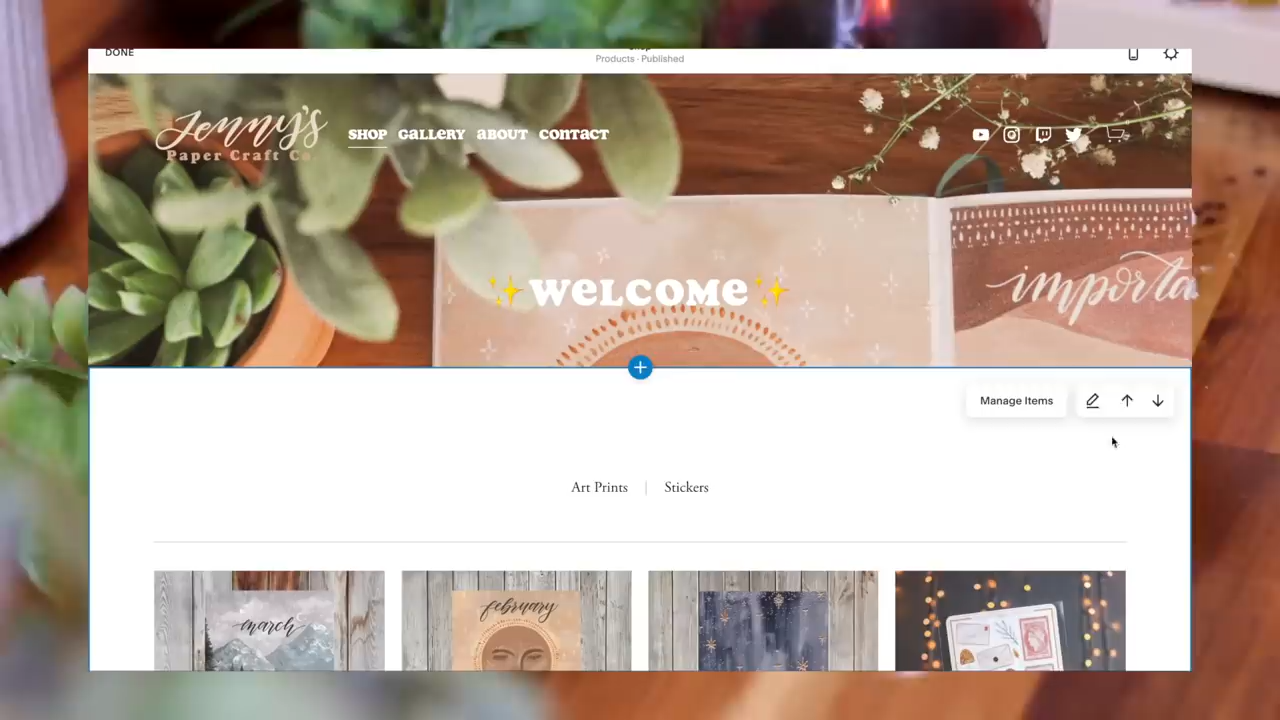 DONE
Products · Published
Jenny's
Paper Craft Co.
SHOP GALLERY ABOUT CONTACT
✨WELCOME✨
importa
Manage Items
Art Prints | Stickers
march
february